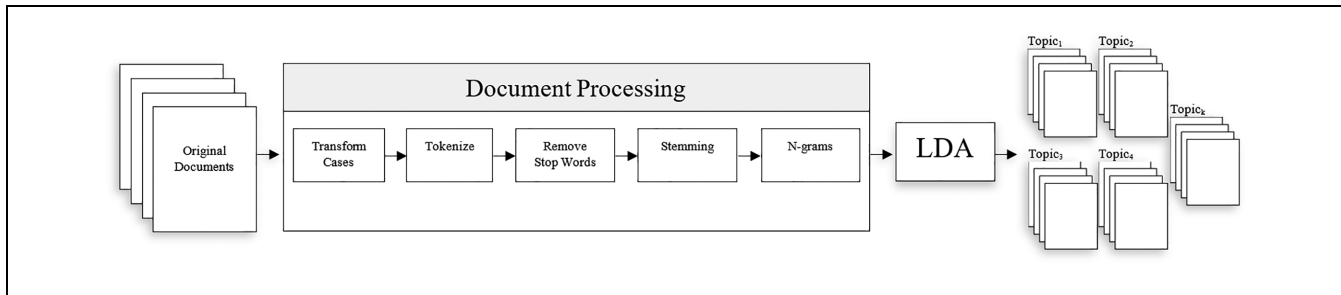 Document Processing
Original
Documents
Transform
Cases
Tokenize
Remove
Stop Words
Stemming
N-grams
LDA
Topic₁
Topic₂
Topicₖ
Topic₃
Topic₄